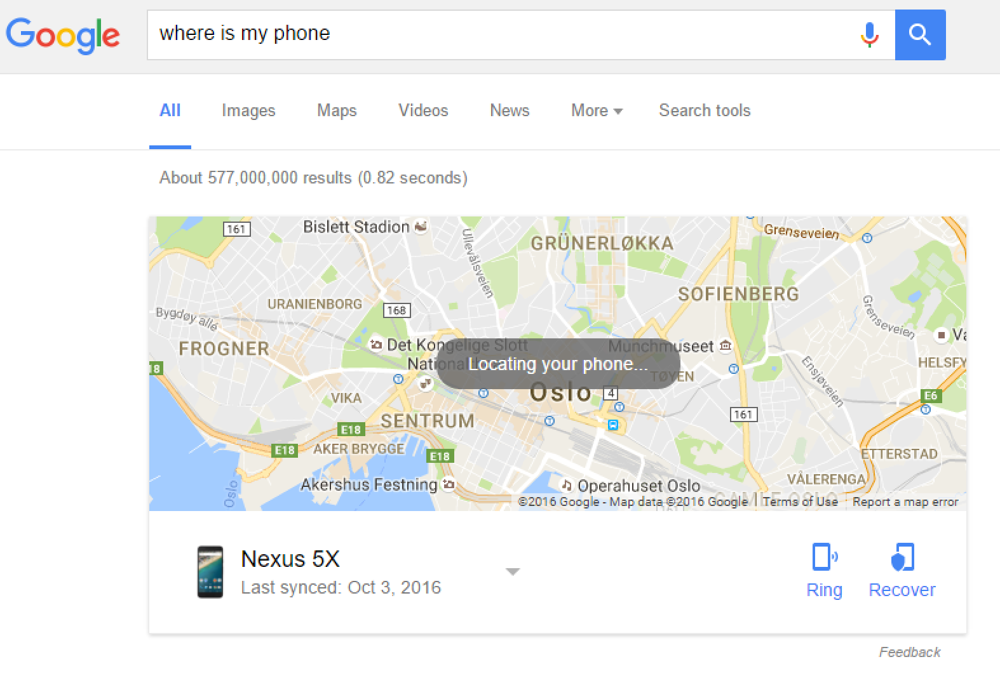 Google
where is my phone
All Images Maps Videos News More Search tools
About 577,000,000 results (0.82 seconds)
161
Bislett Stadion
Ullevålsveien
GRÜNERLØKKA
Grenseveien
URANIENBORG
168
SOFIENBERG
Bygdøy allé
Grenseveien
FROGNER
Det Kongelige Slott
Munchmuseet
18
Locating your phone...
TØYEN
Ensjøveien
HELSFY
VIKA
Oslo
4
E6
SENTRUM
161
E18
E18
AKER BRYGGE
E18
ETTERSTAD
Akershus Festning
Oslo
Operahuset Oslo
VÅLERENGA
GAMLE OSLO
161
©2016 Google - Map data ©2016 Google Terms of Use Report a map error
Nexus 5X
Last synced: Oct 3, 2016
Ring Recover
Feedback